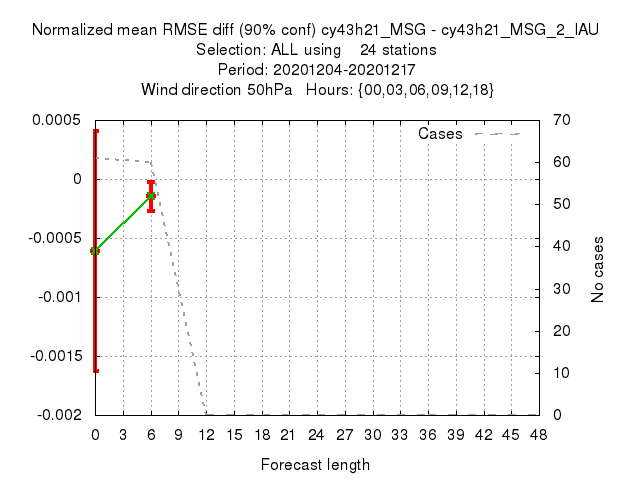 Normalized mean RMSE diff (90% conf) cy43h21_MSG - cy43h21_MSG_2_IAU
Selection: ALL using    24 stations
Period: 20201204-20201217
Wind direction 50hPa   Hours: {00,03,06,09,12,18}
Cases
0.0005
0
-0.0005
-0.001
-0.0015
-0.002
70
60
50
40
30
20
10
0
No cases
0 3 6 9 12 15 18 21 24 27 30 33 36 39 42 45 48
Forecast length